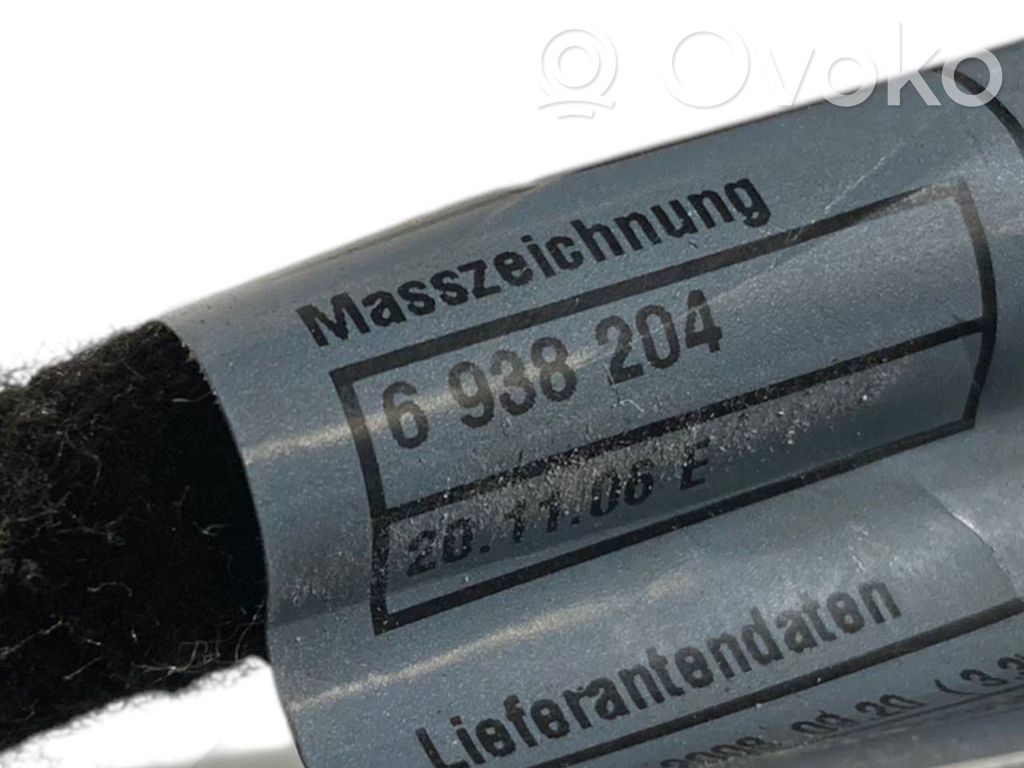 Ovoko
Masszeichnung
6 938 204
20.11.06 E
Lieferantendaten